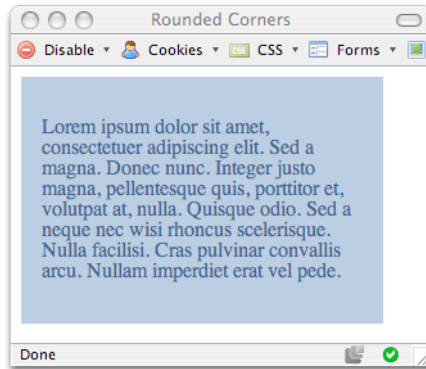 Rounded Corners
Disable Cookies CSS Forms
Lorem ipsum dolor sit amet,
consectetuer adipiscing elit. Sed a
magna. Donec nunc. Integer justo
magna, pellentesque quis, porttitor et,
volutpat at, nulla. Quisque odio. Sed a
neque nec wisi rhoncus scelerisque.
Nulla facilisi. Cras pulvinar convallis
arcu. Nullam imperdiet erat vel pede.
Done